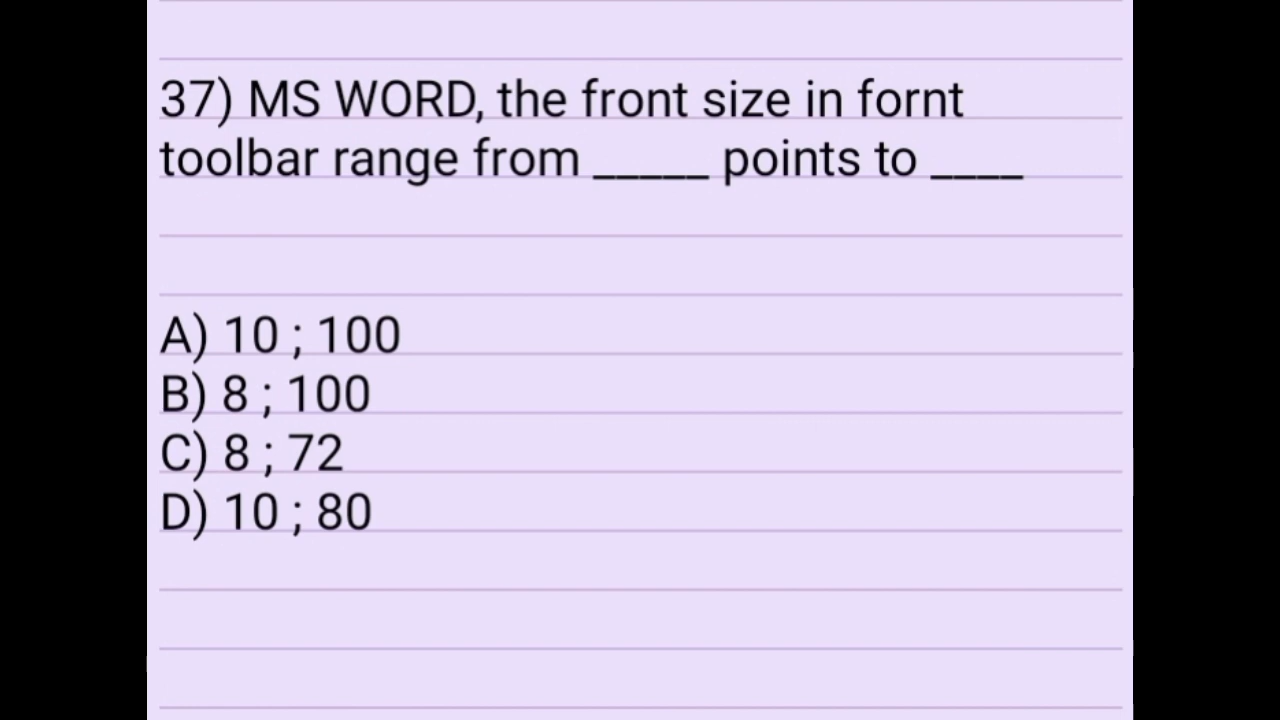 37) MS WORD, the front size in fornt
toolbar range from _____ points to ____
A) 10 ; 100
B) 8 ; 100
C) 8 ; 72
D) 10 ; 80